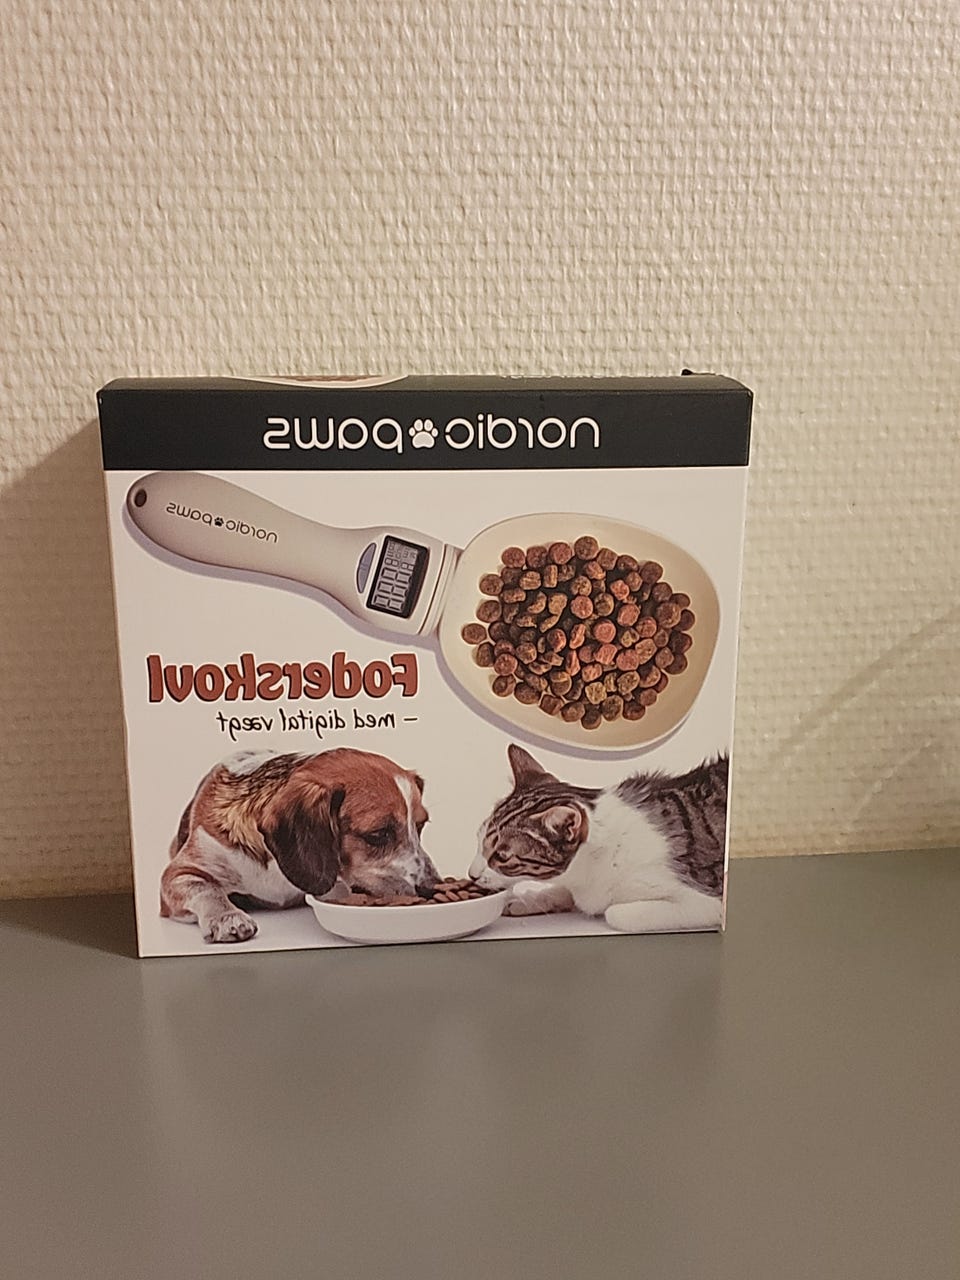 nordic paws
nordic paws
Foderskovl
– med digital vægt